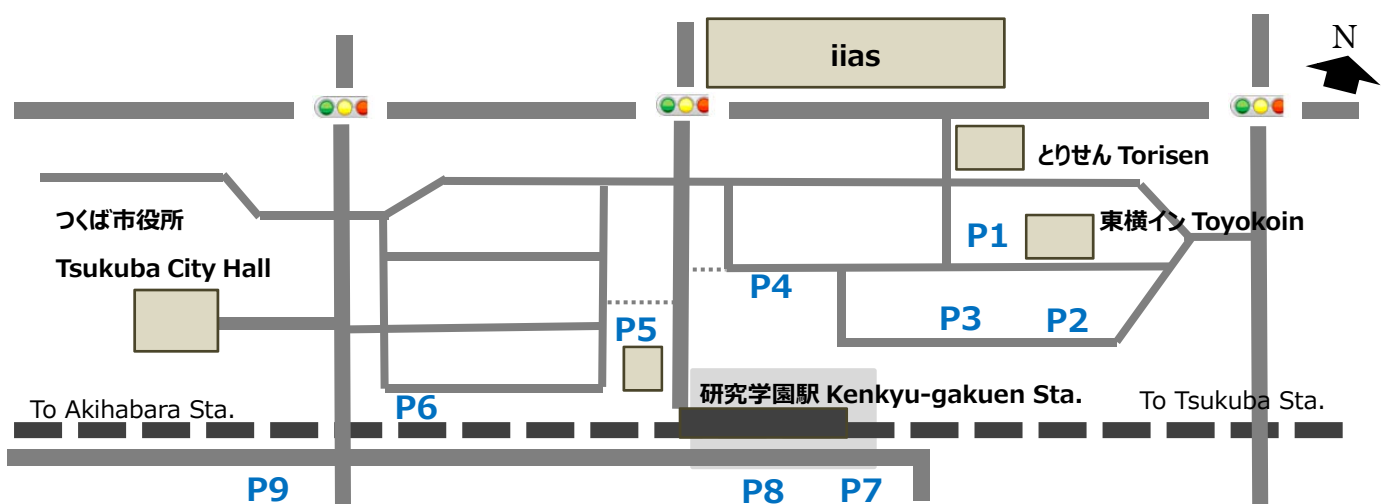 iias
N
とりせん Torisen
つくば市役所
Tsukuba City Hall
P1
東横イン Toyokoin
P4
P3
P2
P5
研究学園駅 Kenkyu-gakuen Sta.
To Akihabara Sta.
P6
To Tsukuba Sta.
P9
P8
P7